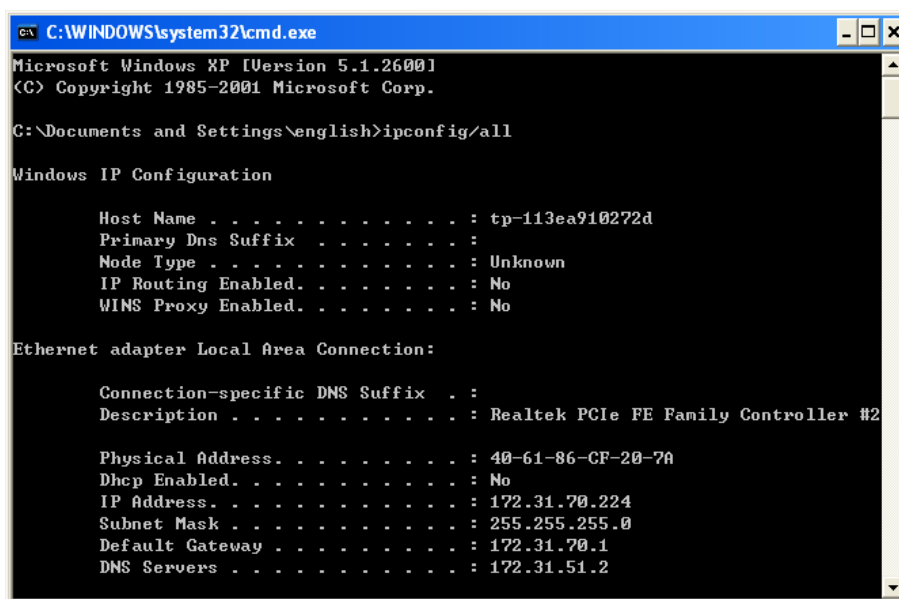 C:\WINDOWS\system32\cmd.exe
Microsoft Windows XP [Version 5.1.2600]
(C) Copyright 1985-2001 Microsoft Corp.
C:\Documents and Settings\english>ipconfig/all
Windows IP Configuration
Host Name . . . . . . . . . . . . : tp-113ea910272d
Primary Dns Suffix  . . . . . . . :
Node Type . . . . . . . . . . . . : Unknown
IP Routing Enabled. . . . . . . . : No
WINS Proxy Enabled. . . . . . . . : No
Ethernet adapter Local Area Connection:
Connection-specific DNS Suffix  . :
Description . . . . . . . . . . . : Realtek PCIe FE Family Controller #2
Physical Address. . . . . . . . . : 40-61-86-CF-20-7A
Dhcp Enabled. . . . . . . . . . . : No
IP Address. . . . . . . . . . . . : 172.31.70.224
Subnet Mask . . . . . . . . . . . : 255.255.255.0
Default Gateway . . . . . . . . . : 172.31.70.1
DNS Servers . . . . . . . . . . . : 172.31.51.2